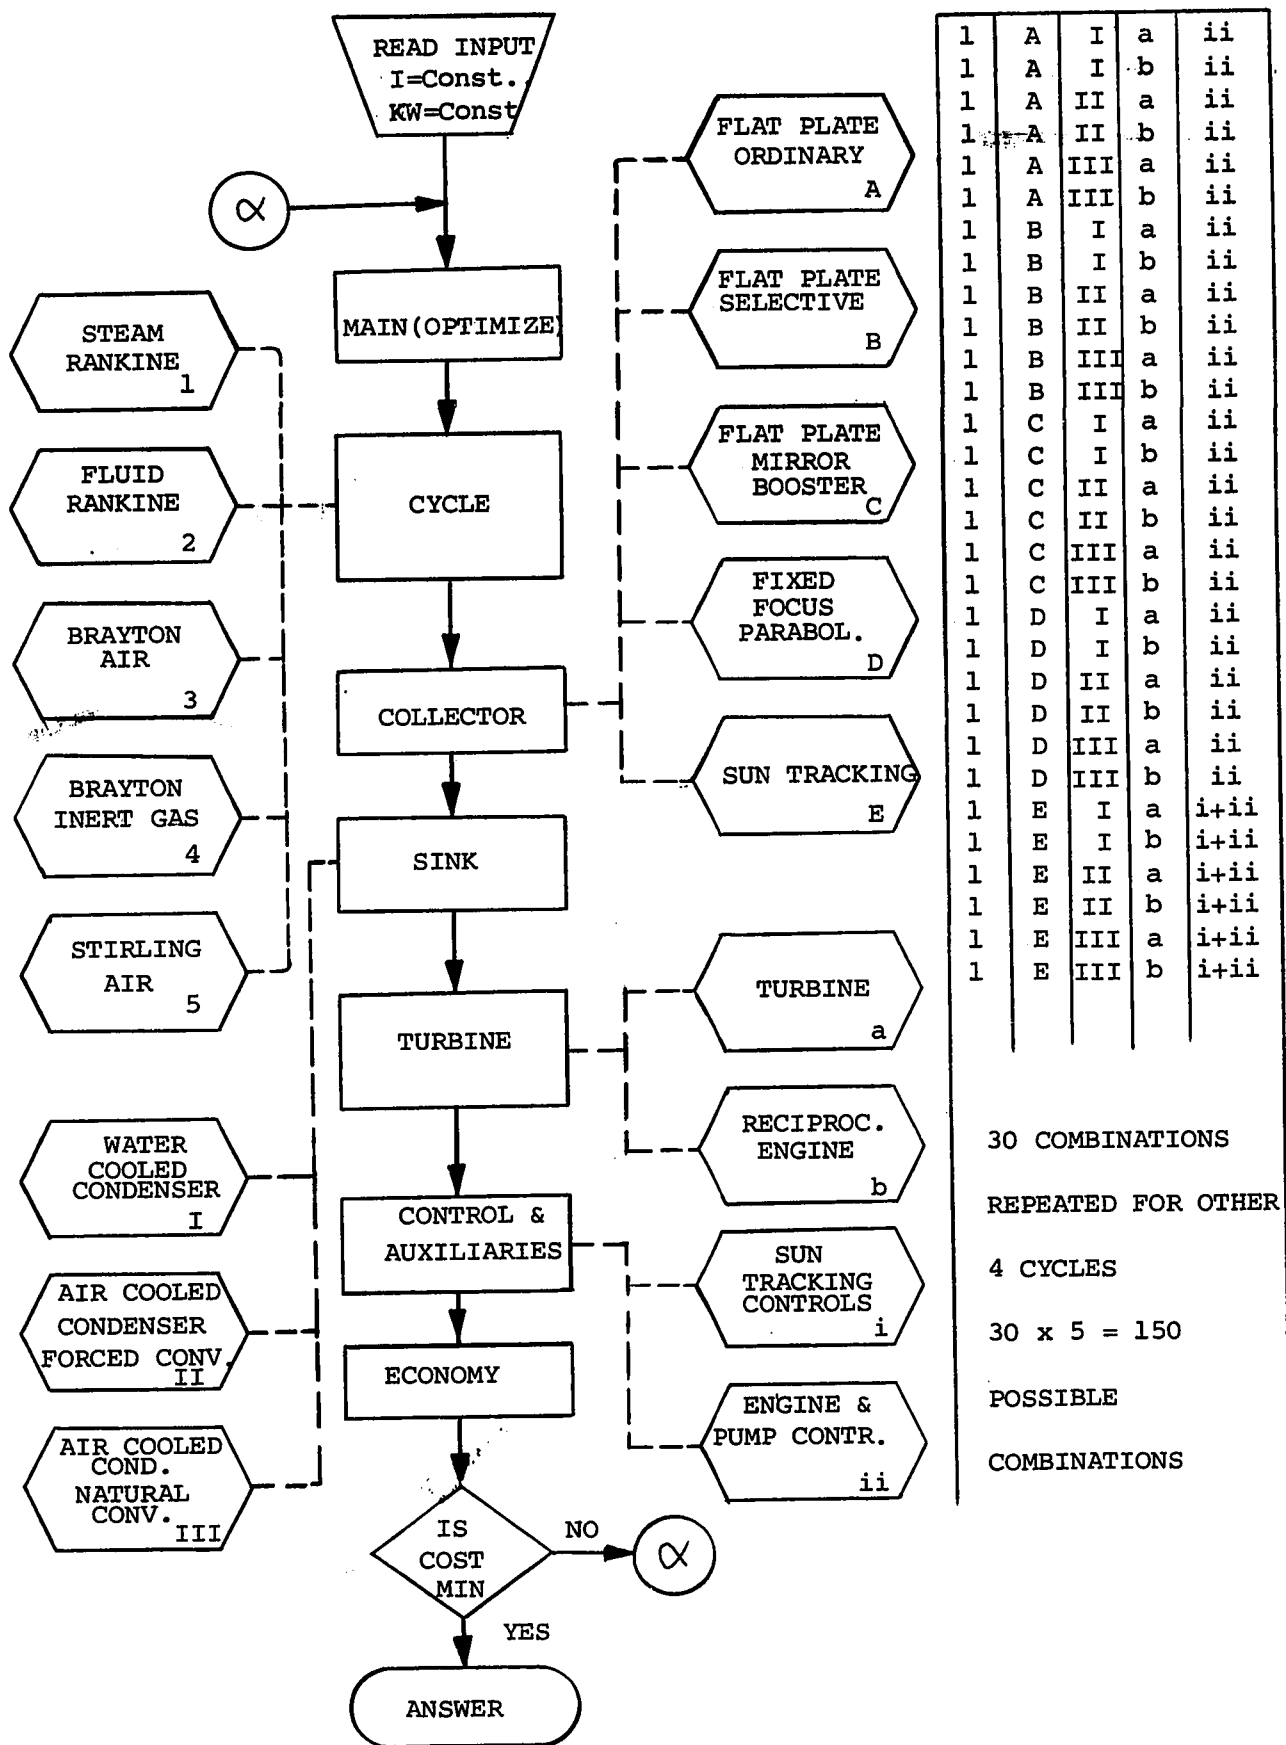 READ INPUT
I=Const.
KW=Const
α
MAIN(OPTIMIZE)
CYCLE
COLLECTOR
SINK
TURBINE
CONTROL &
AUXILIARIES
ECONOMY
IS
COST
MIN
NO
α
YES
ANSWER
STEAM
RANKINE
1
FLUID
RANKINE
2
BRAYTON
AIR
3
BRAYTON
INERT GAS
4
STIRLING
AIR
5
WATER
COOLED
CONDENSER
I
AIR COOLED
CONDENSER
FORCED CONV.
II
AIR COOLED
COND.
NATURAL
CONV.
III
FLAT PLATE
ORDINARY
A
FLAT PLATE
SELECTIVE
B
FLAT PLATE
MIRROR
BOOSTER
C
FIXED
FOCUS
PARABOL.
D
SUN TRACKING
E
TURBINE
a
RECIPROC.
ENGINE
b
SUN
TRACKING
CONTROLS
i
ENGINE &
PUMP CONTR.
ii
1 A I a ii
1 A I b ii
1 A II a ii
1 A II b ii
1 A III a ii
1 A III b ii
1 B I a ii
1 B I b ii
1 B II a ii
1 B II b ii
1 B III a ii
1 B III b ii
1 C I a ii
1 C I b ii
1 C II a ii
1 C II b ii
1 C III a ii
1 C III b ii
1 D I a ii
1 D I b ii
1 D II a ii
1 D II b ii
1 D III a ii
1 D III b ii
1 E I a i+ii
1 E I b i+ii
1 E II a i+ii
1 E II b i+ii
1 E III a i+ii
1 E III b i+ii
30 COMBINATIONS
REPEATED FOR OTHER
4 CYCLES
30 x 5 = 150
POSSIBLE
COMBINATIONS